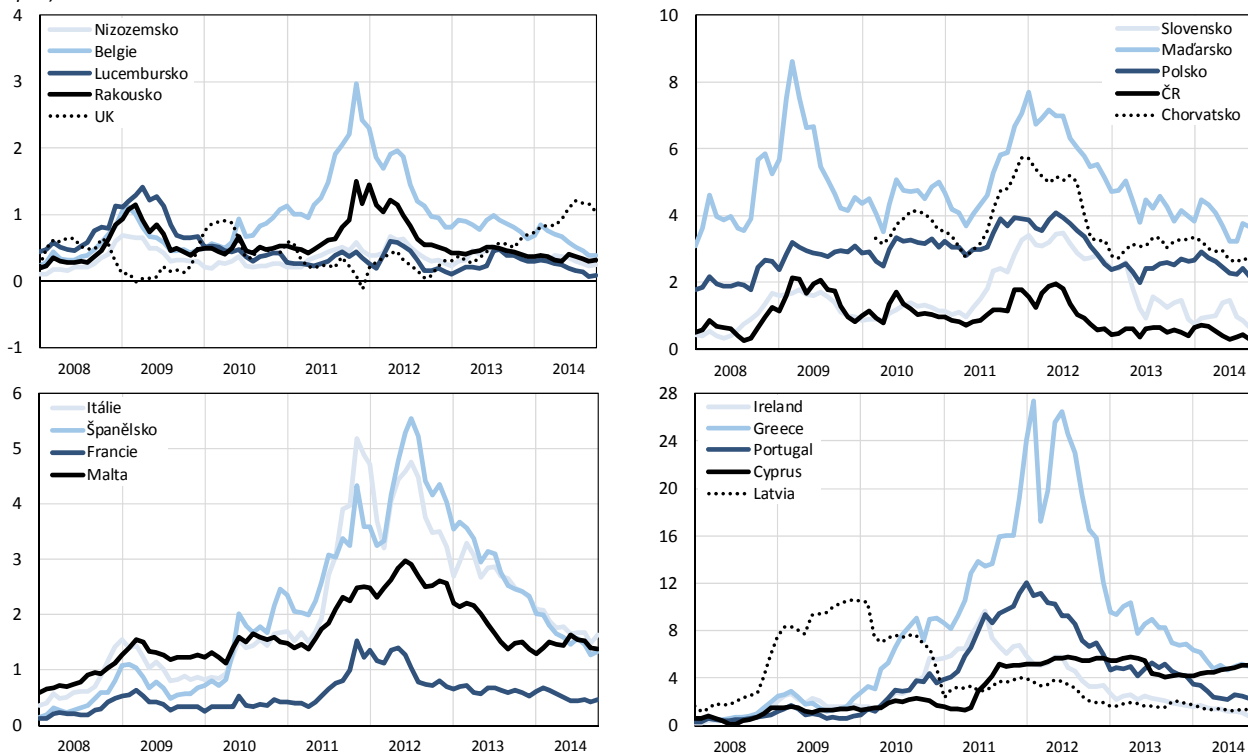 4
3
2
1
0
-1
Nizozemsko
Belgie
Lucembursko
Rakousko
UK
2008 2009 2010 2011 2012 2013 2014
10
8
6
4
2
0
Slovensko
Maďarsko
Polsko
ČR
Chorvatsko
2008 2009 2010 2011 2012 2013 2014
6
5
4
3
2
1
0
Itálie
Španělsko
Francie
Malta
2008 2009 2010 2011 2012 2013 2014
28
24
20
16
12
8
4
0
Ireland
Greece
Portugal
Cyprus
Latvia
2008 2009 2010 2011 2012 2013 2014